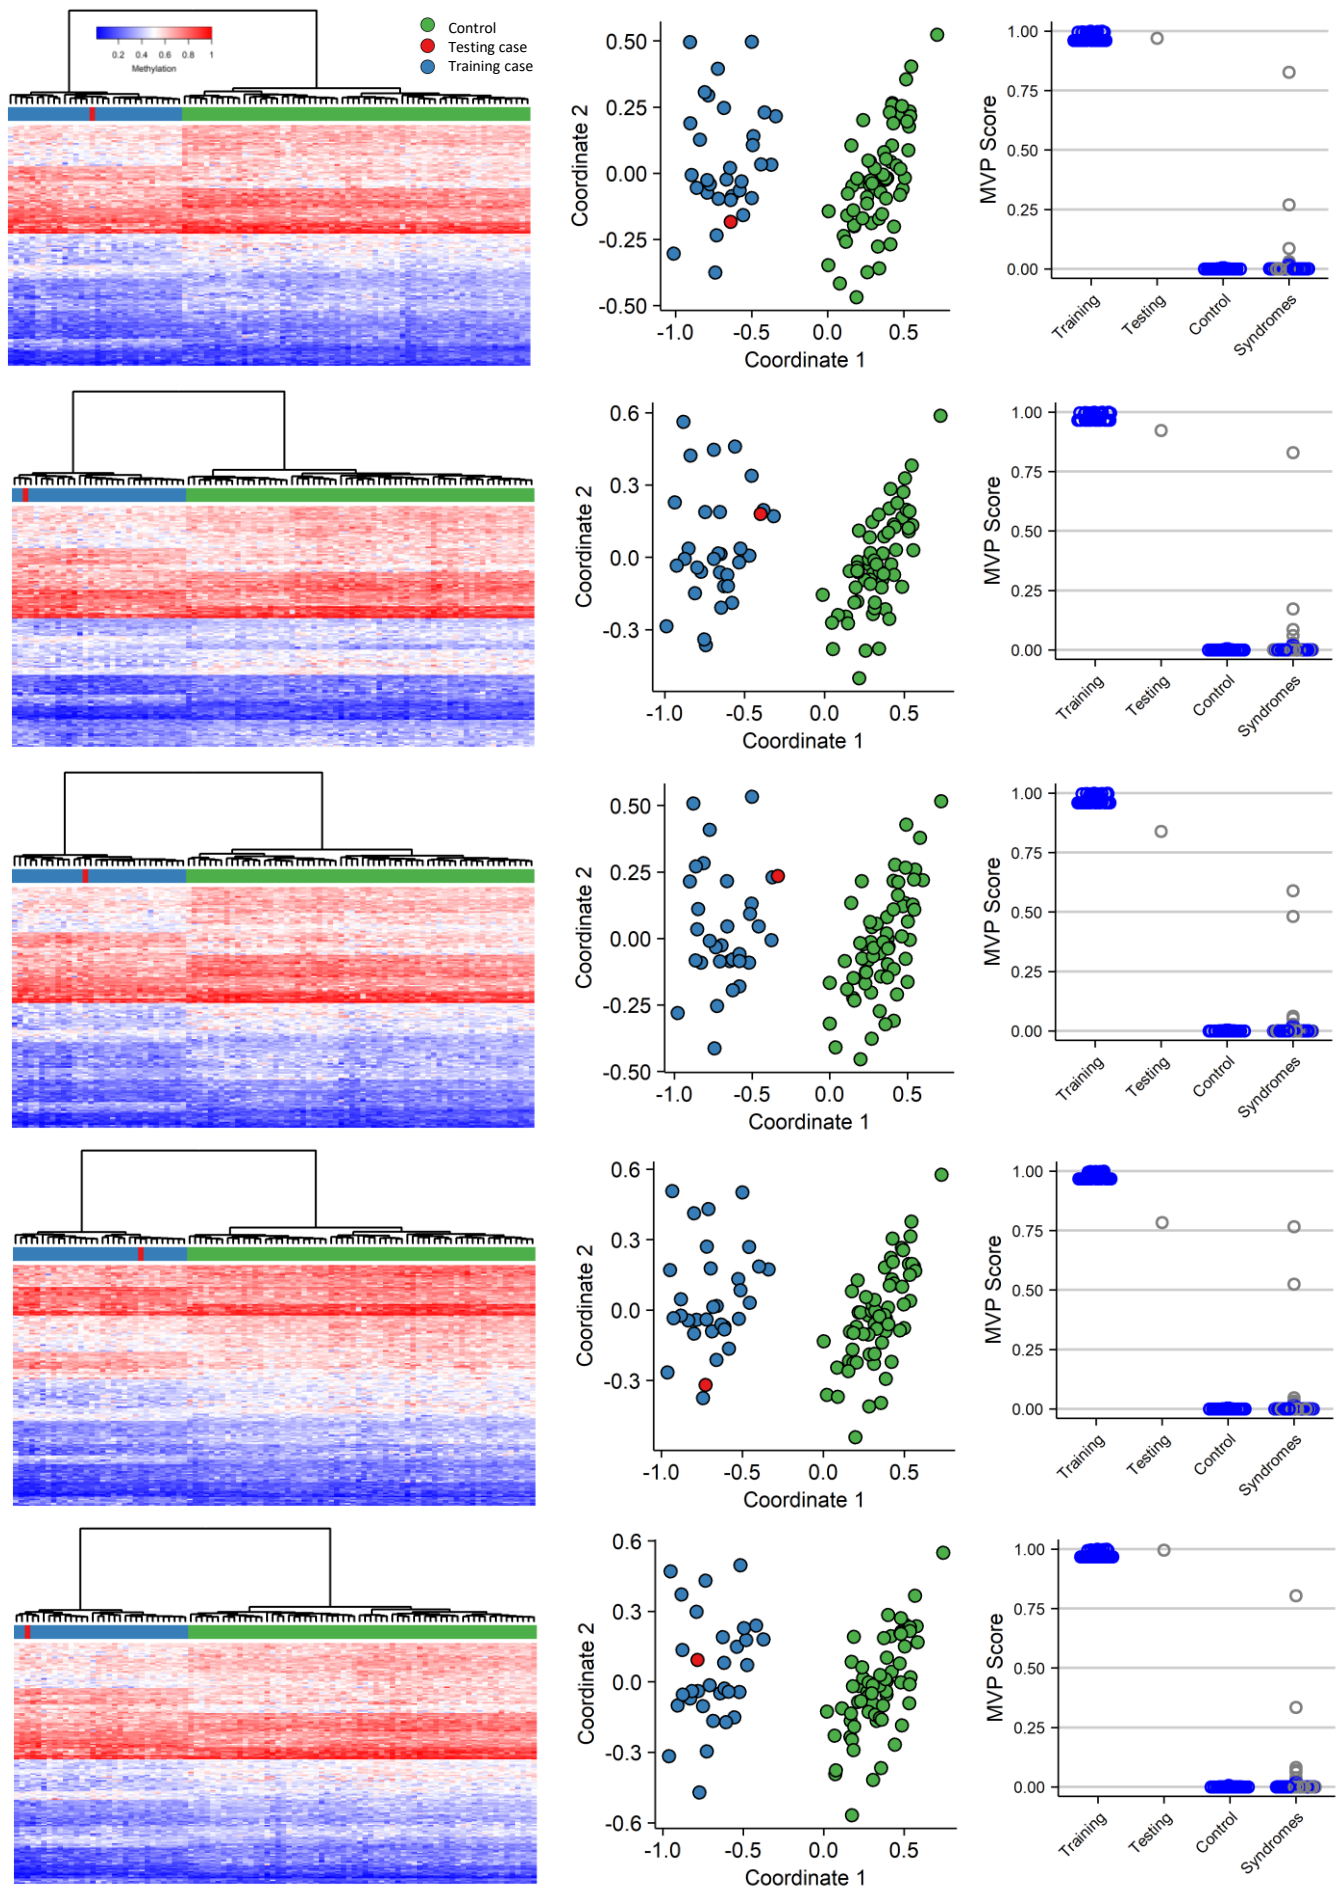 0.2 0.4 0.6 0.8 1
Methylation
Control
Testing case
Training case
0.50
0.25
0.00
-0.25
-0.50
Coordinate 2
-1.0 -0.5 0.0 0.5
Coordinate 1
1.00
0.75
0.50
0.25
0.00
MVP Score
Training
Testing
Control
Syndromes
0.6
0.3
0.0
-0.3
Coordinate 2
-1.0 -0.5 0.0 0.5
Coordinate 1
1.00
0.75
0.50
0.25
0.00
MVP Score
Training
Testing
Control
Syndromes
0.50
0.25
0.00
-0.25
-0.50
Coordinate 2
-1.0 -0.5 0.0 0.5
Coordinate 1
1.00
0.75
0.50
0.25
0.00
MVP Score
Training
Testing
Control
Syndromes
0.6
0.3
0.0
-0.3
Coordinate 2
-1.0 -0.5 0.0 0.5
Coordinate 1
1.00
0.75
0.50
0.25
0.00
MVP Score
Training
Testing
Control
Syndromes
0.6
0.3
0.0
-0.3
-0.6
Coordinate 2
-1.0 -0.5 0.0 0.5
Coordinate 1
1.00
0.75
0.50
0.25
0.00
MVP Score
Training
Testing
Control
Syndromes